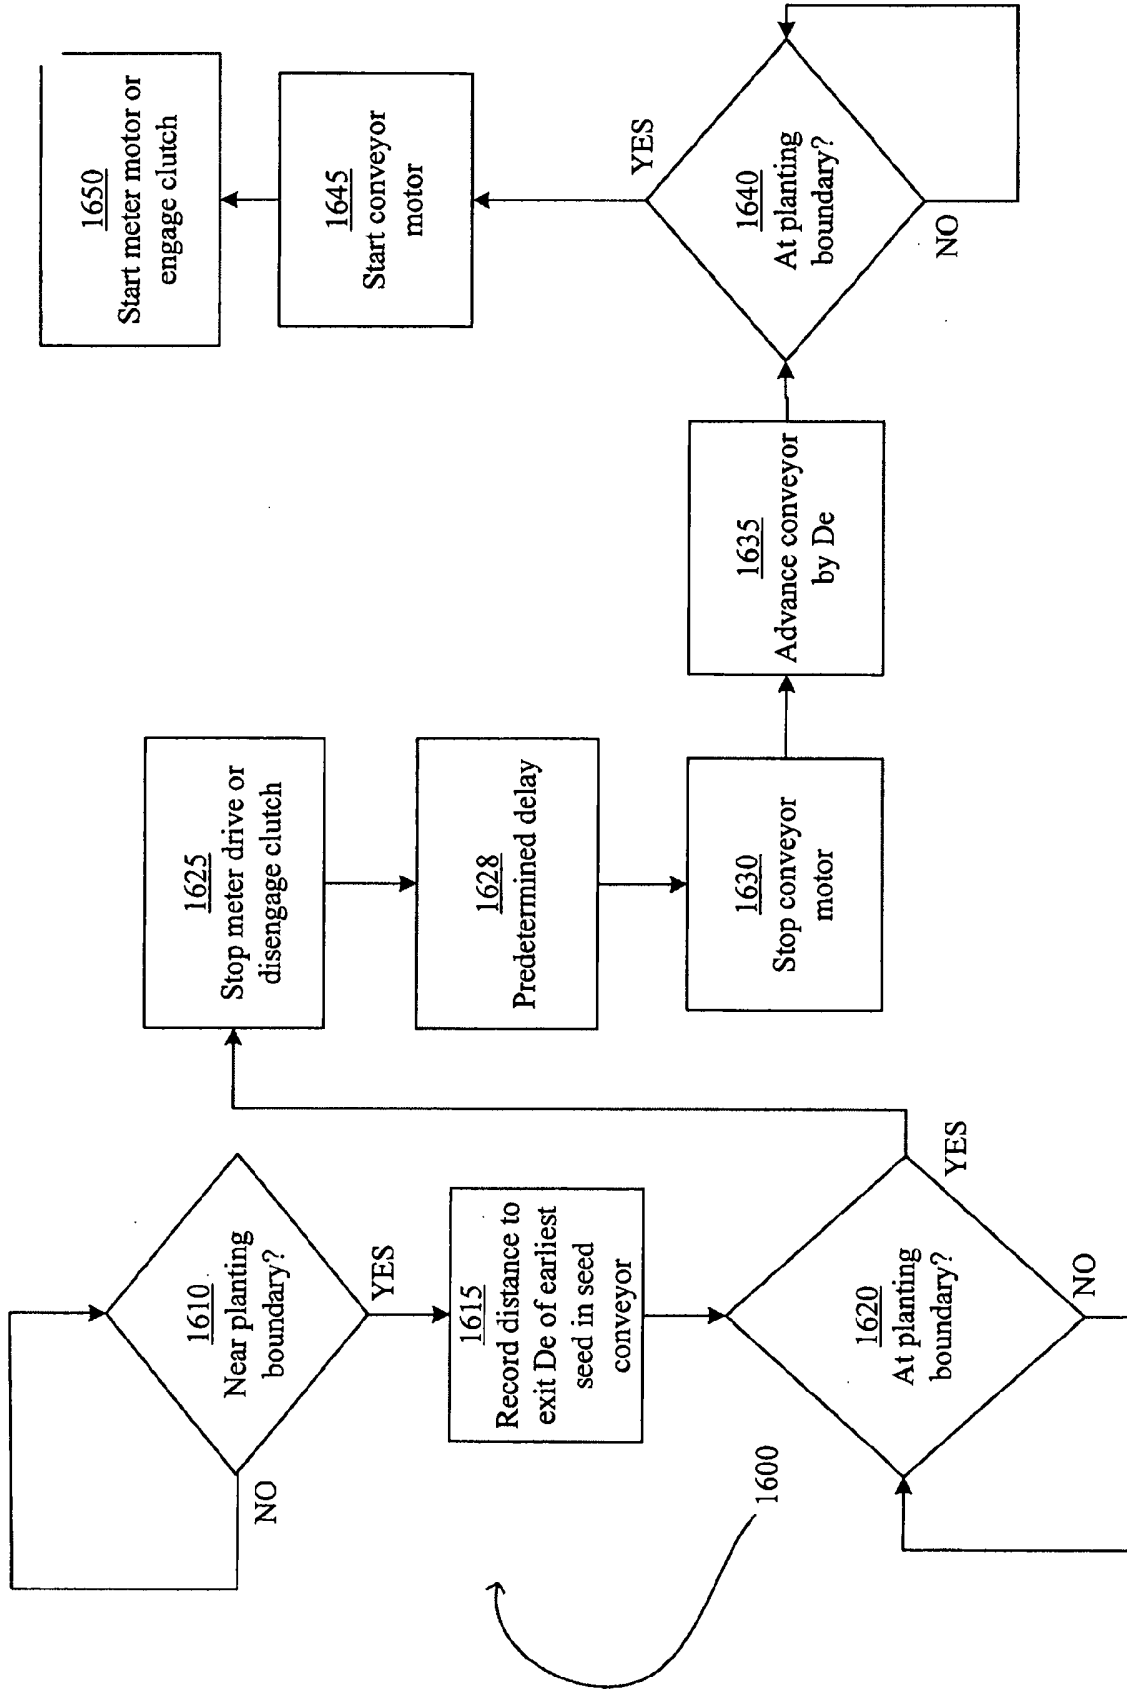 1610
Near planting
boundary?
NO
YES
1615
Record distance to
exit De of earliest
seed in seed
conveyor
1620
At planting
boundary?
NO
YES
1600
1625
Stop meter drive or
disengage clutch
1628
Predetermined delay
1630
Stop conveyor
motor
1635
Advance conveyor
by De
1640
At planting
boundary?
NO
YES
1645
Start conveyor
motor
1650
Start meter motor or
engage clutch